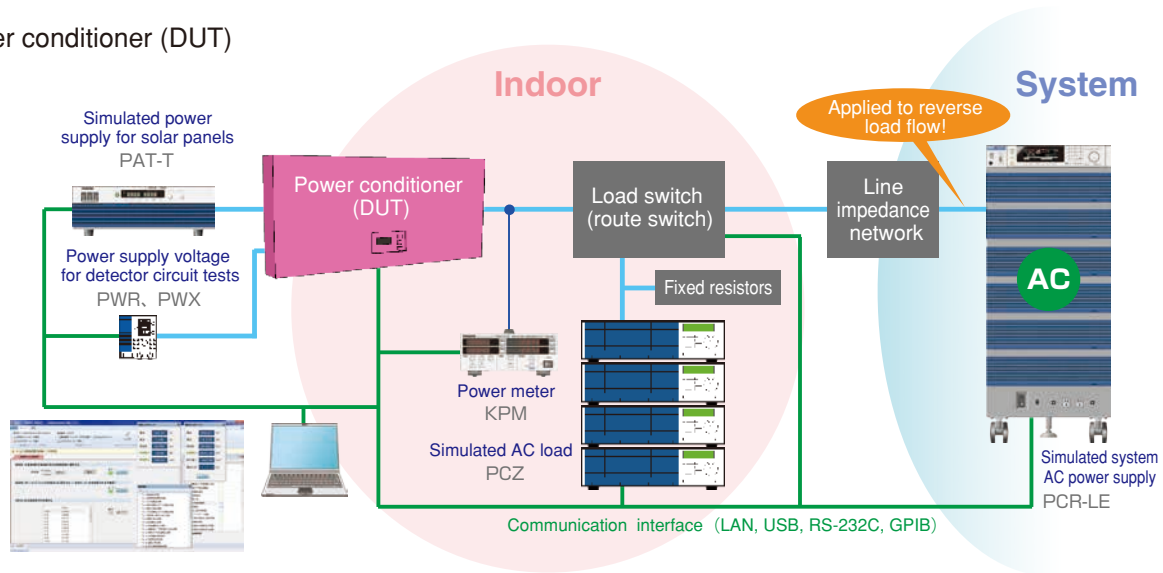 er conditioner (DUT)
Indoor
System
Applied to reverse
load flow!
Simulated power
supply for solar panels
PAT-T
Power conditioner
(DUT)
Load switch
(route switch)
Line
impedance
network
Power supply voltage
for detector circuit tests
PWR、PWX
AC
Fixed resistors
Power meter
KPM
Simulated AC load
PCZ
Simulated system
AC power supply
PCR-LE
Communication interface（LAN, USB, RS-232C, GPIB）